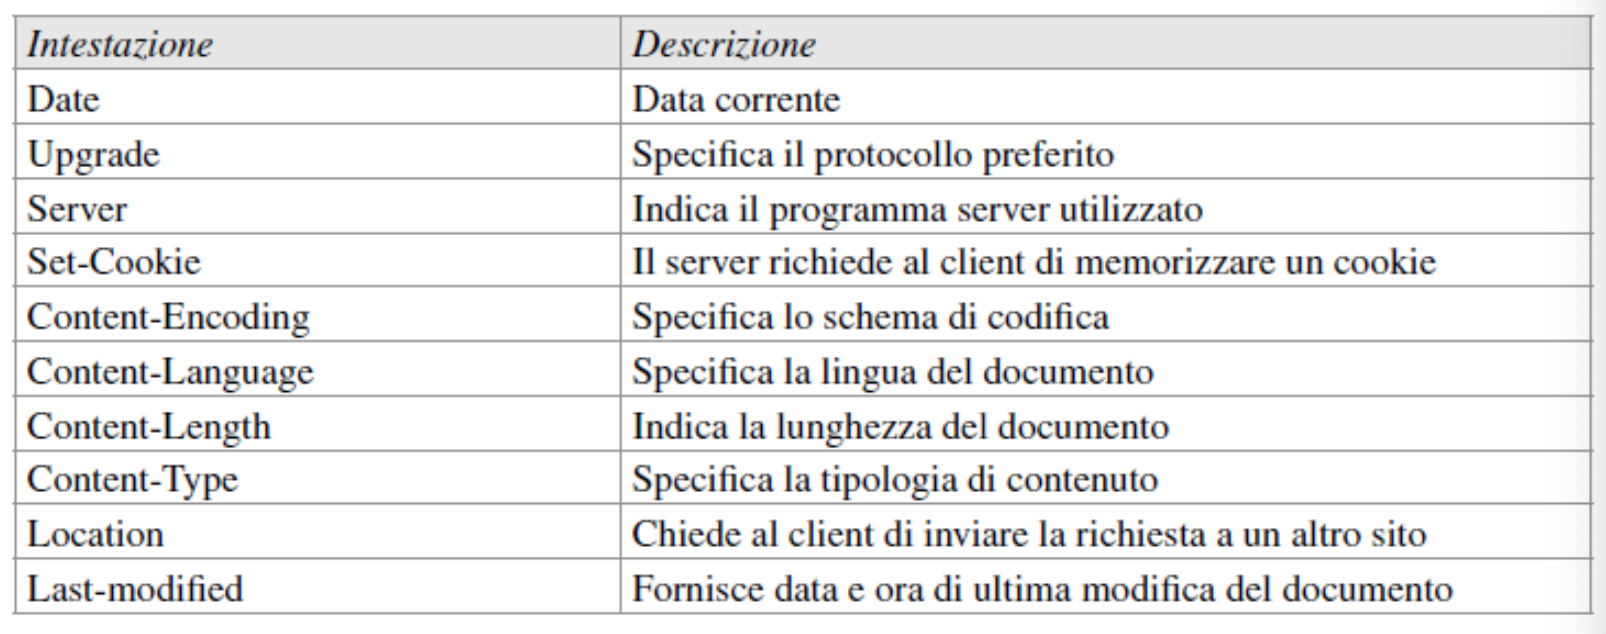 Intestazione Descrizione
Date Data corrente
Upgrade Specifica il protocollo preferito
Server Indica il programma server utilizzato
Set-Cookie Il server richiede al client di memorizzare un cookie
Content-Encoding Specifica lo schema di codifica
Content-Language Specifica la lingua del documento
Content-Length Indica la lunghezza del documento
Content-Type Specifica la tipologia di contenuto
Location Chiede al client di inviare la richiesta a un altro sito
Last-modified Fornisce data e ora di ultima modifica del documento